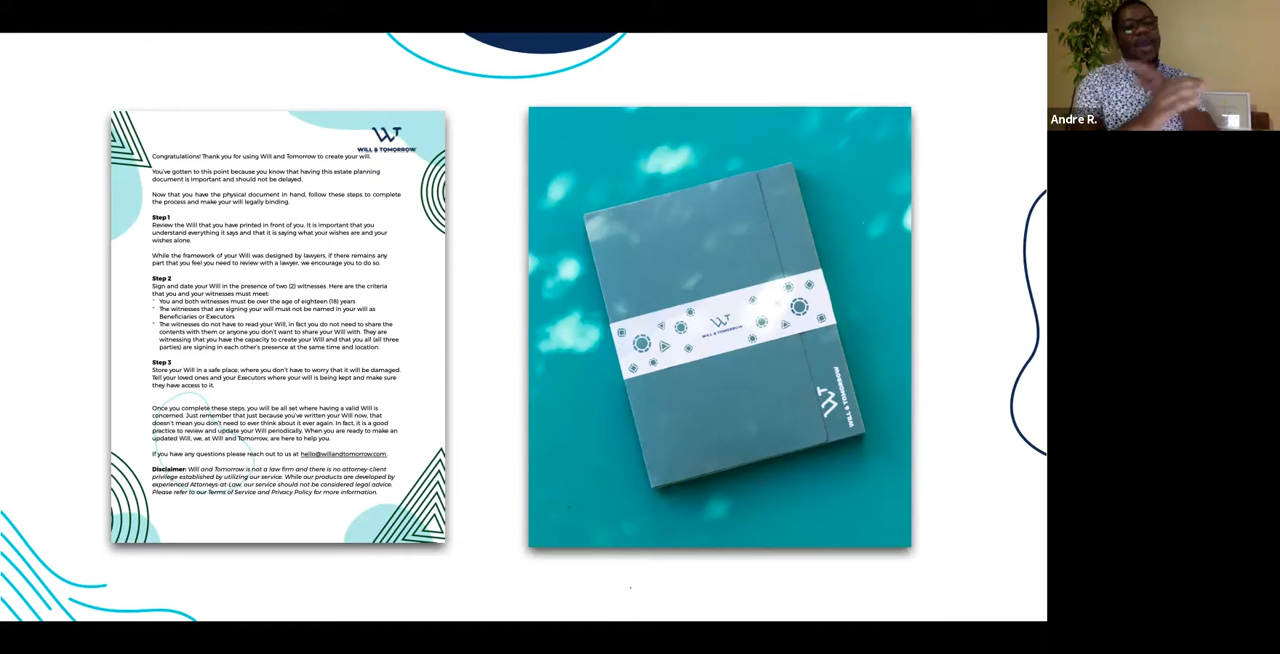 WT
WILL & TOMORROW
Congratulations! Thank you for using Will and Tomorrow to create your will.
You've gotten to this point because you know that having this estate planning
document is important and should not be delayed.
Now that you have the physical document in hand, follow these steps to complete
the process and make your will legally binding.
Step 1
Review the Will that you have printed in front of you. It is important that you
understand everything it says and that it is saying what your wishes are and your
wishes alone.
While the framework of your Will was designed by lawyers, if there remains any
part that you feel you need to review with a lawyer, we encourage you to do so.
Step 2
Sign and date your Will in the presence of two (2) witnesses. Here are the criteria
that you and your witnesses must meet:
* You and both witnesses must be over the age of eighteen (18) years
* The witnesses that are signing your will must not be named in your will as
Beneficiaries or Executors
* The witnesses do not have to read your Will, in fact you do not need to share the
contents with them or anyone you don't want to share your Will with. They are
witnessing that you have the capacity to create your Will and that you all (all three
parties) are signing in each other's presence at the same time and location.
Step 3
Store your Will in a safe place, where you don't have to worry that it will be damaged.
Tell your loved ones and your Executors where your will is being kept and make sure
they have access to it.
Once you complete these steps, you will be all set where having a valid Will is
concerned. Just remember that just because you've written your Will now, that
doesn't mean you don't need to ever think about it ever again. In fact, it is a good
practice to review and update your Will periodically. When you are ready to make an
updated Will, we, at Will and Tomorrow, are here to help you.
If you have any questions please reach out to us at hello@willandtomorrow.com.
Disclaimer: Will and Tomorrow is not a law firm and there is no attorney-client
privilege established by utilizing our service. While our products are developed by
experienced Attorneys-at-Law, our service should not be considered legal advice.
Please refer to our Terms of Service and Privacy Policy for more information.
WT
WILL & TOMORROW
WT
WILL & TOMORROW
Andre R.